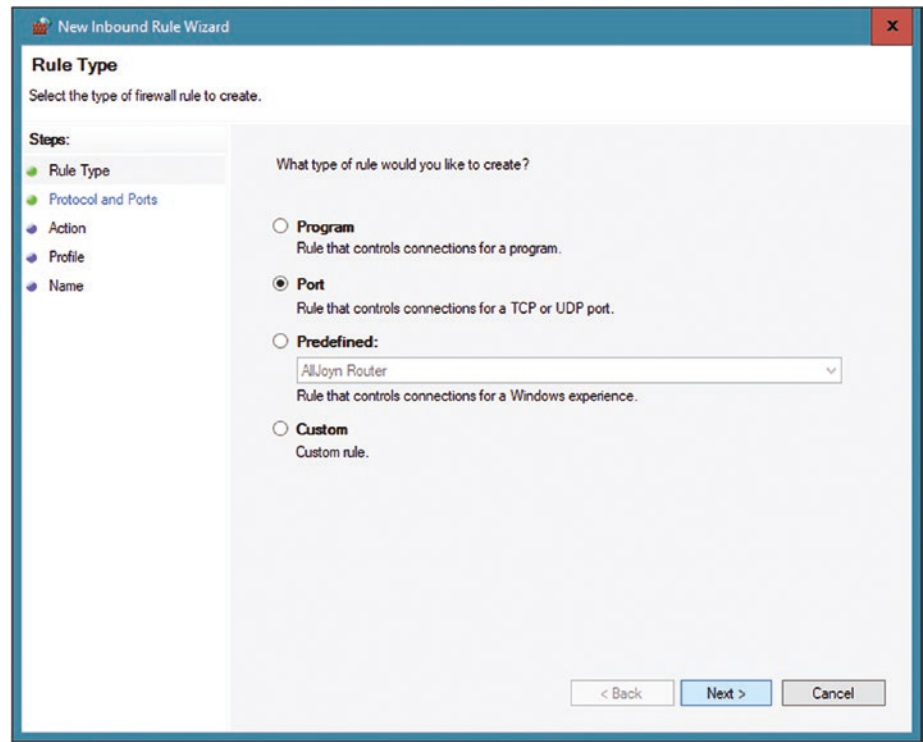 New Inbound Rule Wizard
x
Rule Type
Select the type of firewall rule to create.
Steps:
Rule Type
Protocol and Ports
Action
Profile
Name
What type of rule would you like to create?
Program
Rule that controls connections for a program.
Port
Rule that controls connections for a TCP or UDP port.
Predefined:
AllJoyn Router
Rule that controls connections for a Windows experience.
Custom
Custom rule.
< Back
Next >
Cancel